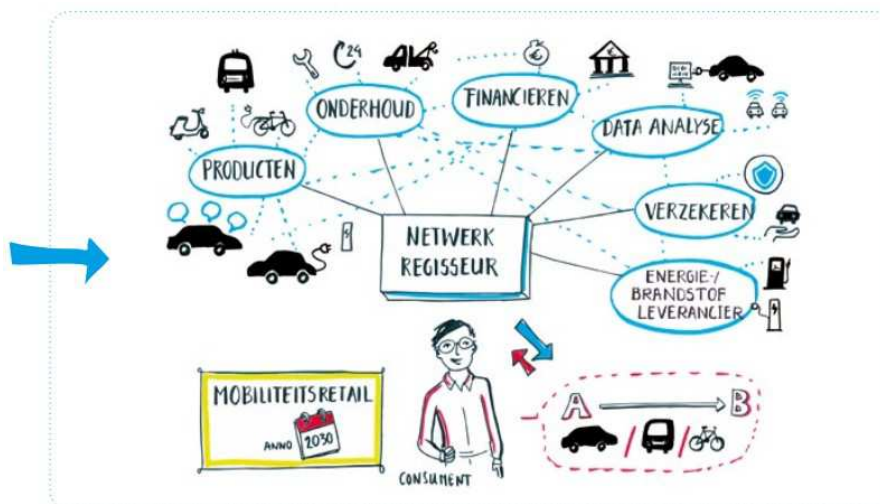 24
ONDERHOUD
FINANCIEREN
DATA ANALYSE
PRODUCTEN
VERZEKEREN
NETWERK
REGISSEUR
ENERGIE-/
BRANDSTOF
LEVERANCIER
MOBILITEITSRETAIL
ANNO 2030
CONSUMENT
A B